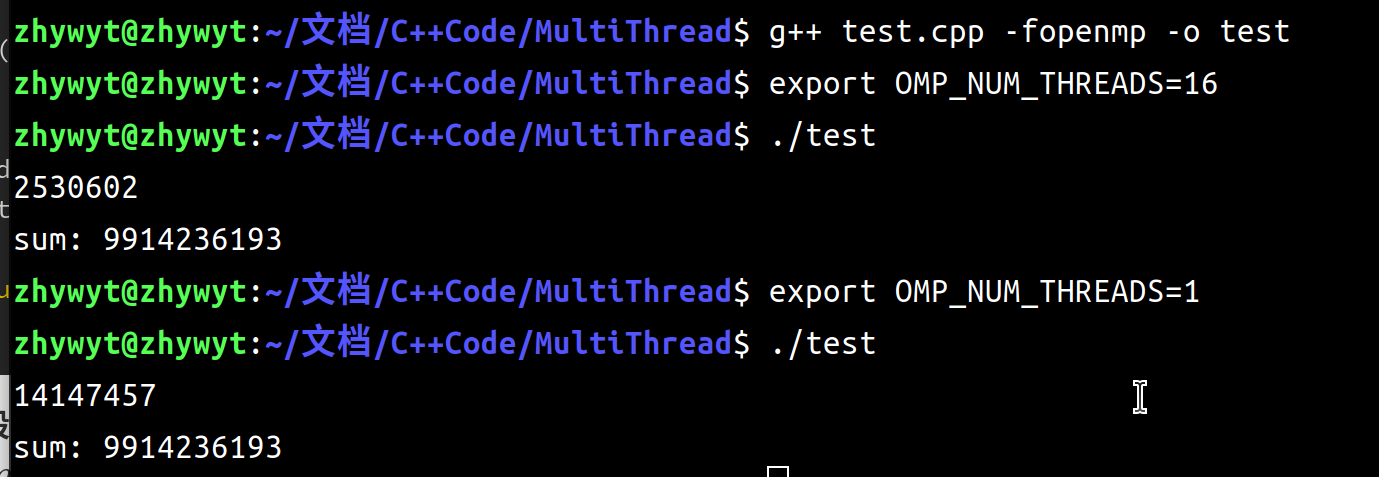 zhywyt@zhywyt:~/文档/C++Code/MultiThread$ g++ test.cpp -fopenmp -o test
zhywyt@zhywyt:~/文档/C++Code/MultiThread$ export OMP_NUM_THREADS=16
zhywyt@zhywyt:~/文档/C++Code/MultiThread$ ./test
2530602
sum: 9914236193
zhywyt@zhywyt:~/文档/C++Code/MultiThread$ export OMP_NUM_THREADS=1
zhywyt@zhywyt:~/文档/C++Code/MultiThread$ ./test
14147457
sum: 9914236193